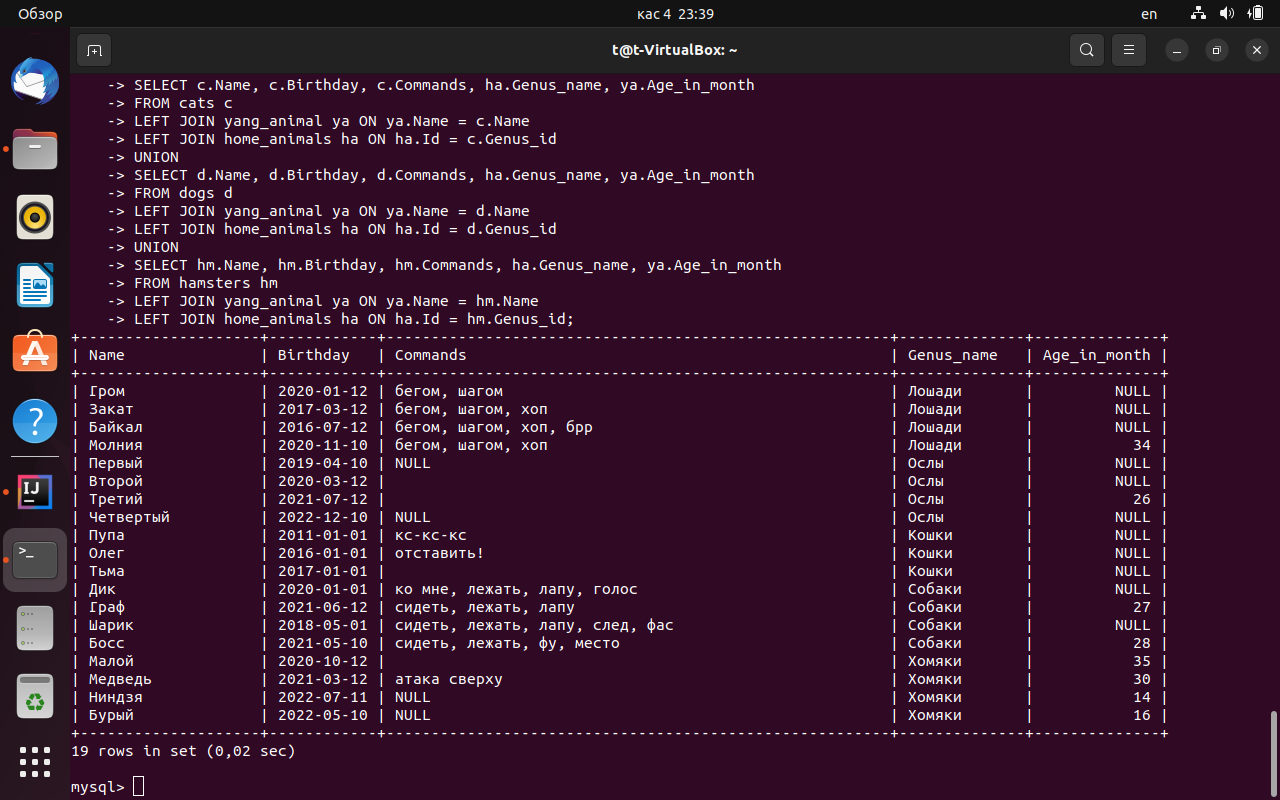 Обзор
кас 4 23:39
en
t@t-VirtualBox: ~
-> SELECT c.Name, c.Birthday, c.Commands, ha.Genus_name, ya.Age_in_month
-> FROM cats c
-> LEFT JOIN yang_animal ya ON ya.Name = c.Name
-> LEFT JOIN home_animals ha ON ha.Id = c.Genus_id
-> UNION
-> SELECT d.Name, d.Birthday, d.Commands, ha.Genus_name, ya.Age_in_month
-> FROM dogs d
-> LEFT JOIN yang_animal ya ON ya.Name = d.Name
-> LEFT JOIN home_animals ha ON ha.Id = d.Genus_id
-> UNION
-> SELECT hm.Name, hm.Birthday, hm.Commands, ha.Genus_name, ya.Age_in_month
-> FROM hamsters hm
-> LEFT JOIN yang_animal ya ON ya.Name = hm.Name
-> LEFT JOIN home_animals ha ON ha.Id = hm.Genus_id;
+--------------------+------------+--------------------------------------------------------+--------------+--------------+
| Name | Birthday | Commands | Genus_name | Age_in_month |
+--------------------+------------+--------------------------------------------------------+--------------+--------------+
| Гром | 2020-01-12 | бегом, шагом | Лошади | NULL |
| Закат | 2017-03-12 | бегом, шагом, хоп | Лошади | NULL |
| Байкал | 2016-07-12 | бегом, шагом, хоп, брр | Лошади | NULL |
| Молния | 2020-11-10 | бегом, шагом, хоп | Лошади | 34 |
| Первый | 2019-04-10 | NULL | Ослы | NULL |
| Второй | 2020-03-12 | | Ослы | NULL |
| Третий | 2021-07-12 | | Ослы | 26 |
| Четвертый | 2022-12-10 | NULL | Ослы | NULL |
| Пупа | 2011-01-01 | кс-кс-кс | Кошки | NULL |
| Олег | 2016-01-01 | отставить! | Кошки | NULL |
| Тьма | 2017-01-01 | | Кошки | NULL |
| Дик | 2020-01-01 | ко мне, лежать, лапу, голос | Собаки | NULL |
| Граф | 2021-06-12 | сидеть, лежать, лапу | Собаки | 27 |
| Шарик | 2018-05-01 | сидеть, лежать, лапу, след, фас | Собаки | NULL |
| Босс | 2021-05-10 | сидеть, лежать, фу, место | Собаки | 28 |
| Малой | 2020-10-12 | | Хомяки | 35 |
| Медведь | 2021-03-12 | атака сверху | Хомяки | 30 |
| Ниндзя | 2022-07-11 | NULL | Хомяки | 14 |
| Бурый | 2022-05-10 | NULL | Хомяки | 16 |
+--------------------+------------+--------------------------------------------------------+--------------+--------------+
19 rows in set (0,02 sec)
mysql>